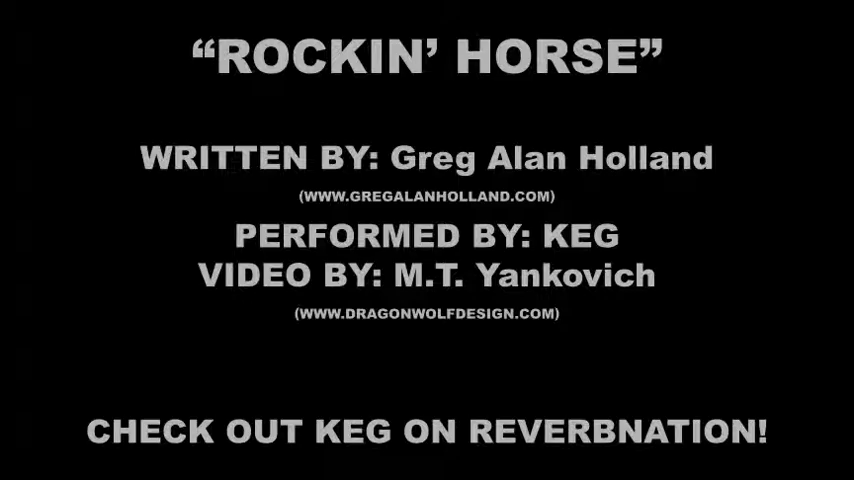 “ROCKIN’ HORSE”
WRITTEN BY: Greg Alan Holland
(WWW.GREGALANHOLLAND.COM)
PERFORMED BY: KEG
VIDEO BY: M.T. Yankovich
(WWW.DRAGONWOLFDESIGN.COM)
CHECK OUT KEG ON REVERBNATION!